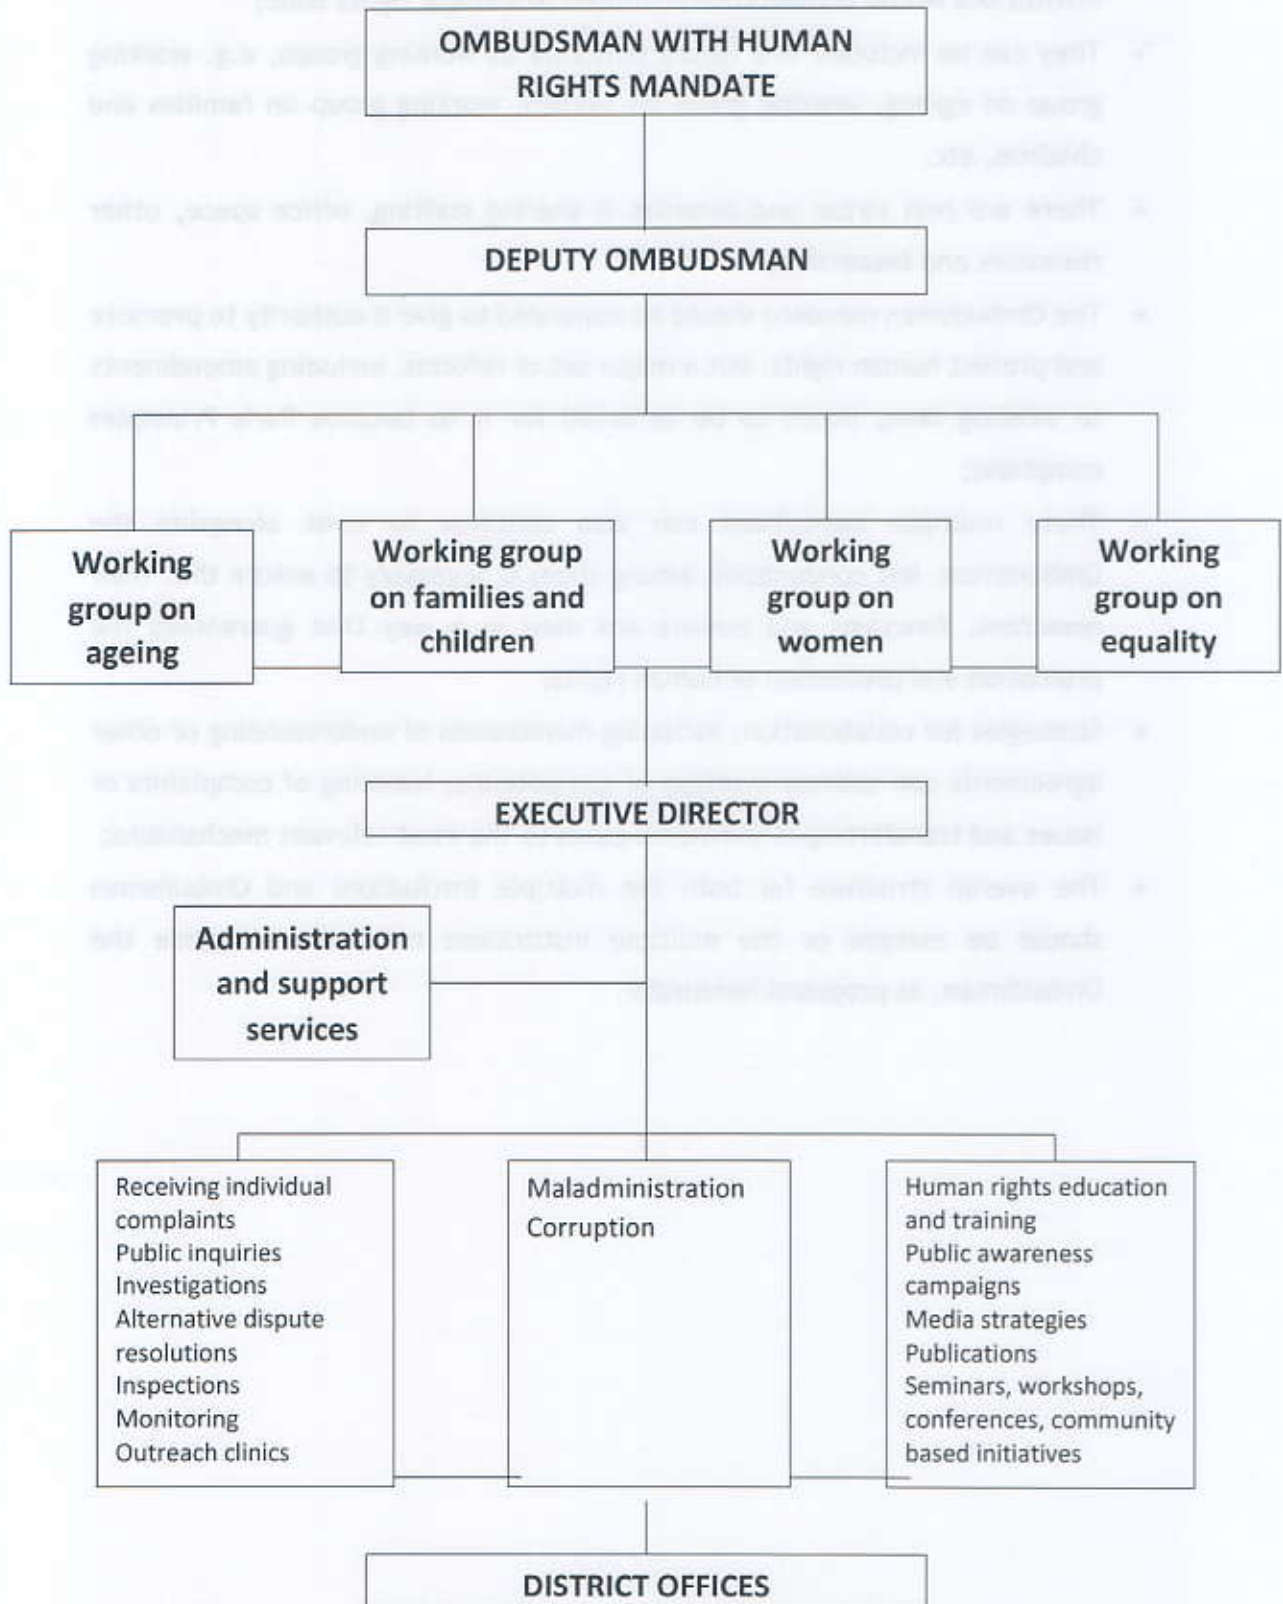 OMBUDSMAN WITH HUMAN
RIGHTS MANDATE
DEPUTY OMBUDSMAN
Working
group on
ageing
Working group
on families and
children
Working
group on
women
Working
group on
equality
EXECUTIVE DIRECTOR
Administration
and support
services
Receiving individual
complaints
Public inquiries
Investigations
Alternative dispute
resolutions
Inspections
Monitoring
Outreach clinics
Maladministration
Corruption
Human rights education
and training
Public awareness
campaigns
Media strategies
Publications
Seminars, workshops,
conferences, community
based initiatives
DISTRICT OFFICES